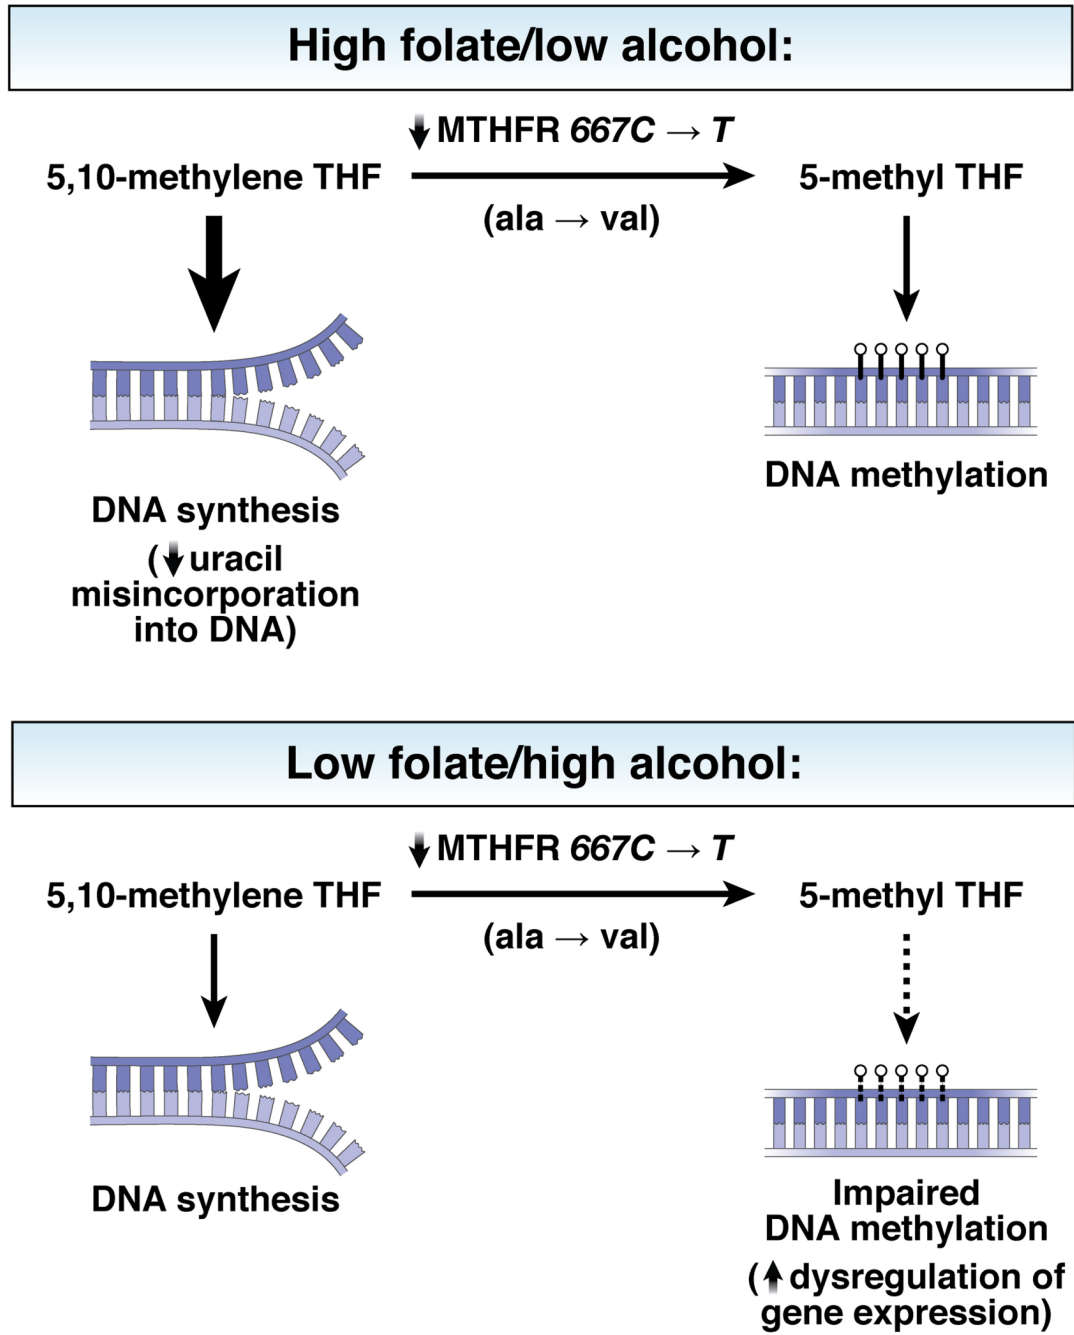 High folate/low alcohol:
↓ MTHFR 667C → T
5,10-methylene THF
5-methyl THF
(ala → val)
DNA methylation
DNA synthesis
(↓ uracil
misincorporation
into DNA)
Low folate/high alcohol:
↓ MTHFR 667C → T
5,10-methylene THF
5-methyl THF
(ala → val)
DNA synthesis
Impaired
DNA methylation
(↑ dysregulation of
gene expression)